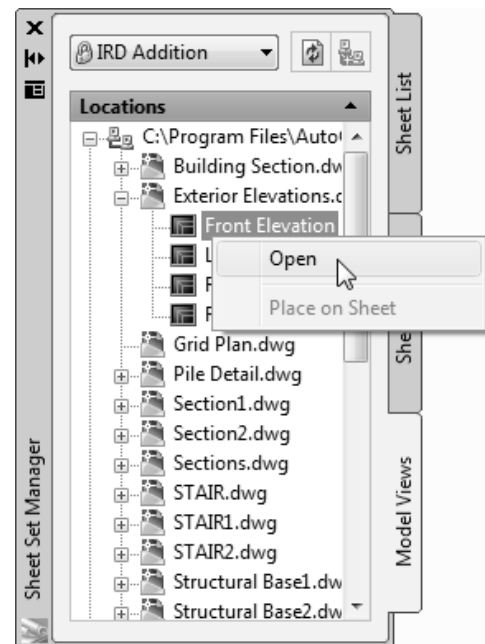 IRD Addition
Locations
C:\Program Files\Auto
Building Section.dw
Exterior Elevations.d
Front Elevation
L
Open
F
Place on Sheet
F
Grid Plan.dwg
Pile Detail.dwg
Section1.dwg
Section2.dwg
Sections.dwg
STAIR.dwg
STAIR1.dwg
STAIR2.dwg
Structural Base1.dw
Structural Base2.dw
Sheet List
She
Model Views
Sheet Set Manager